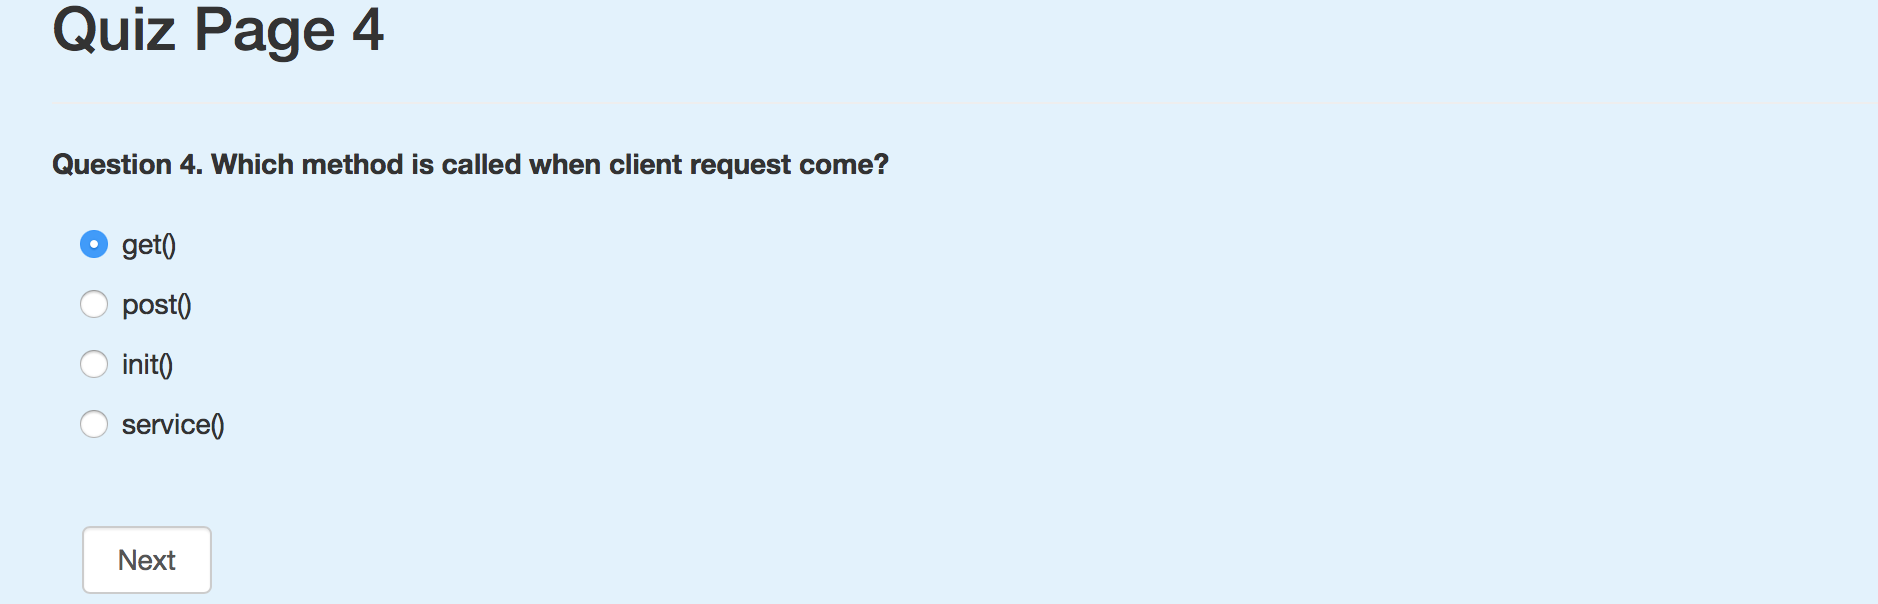 Quiz Page 4
Question 4. Which method is called when client request come?
get()
post()
init()
service()
Next